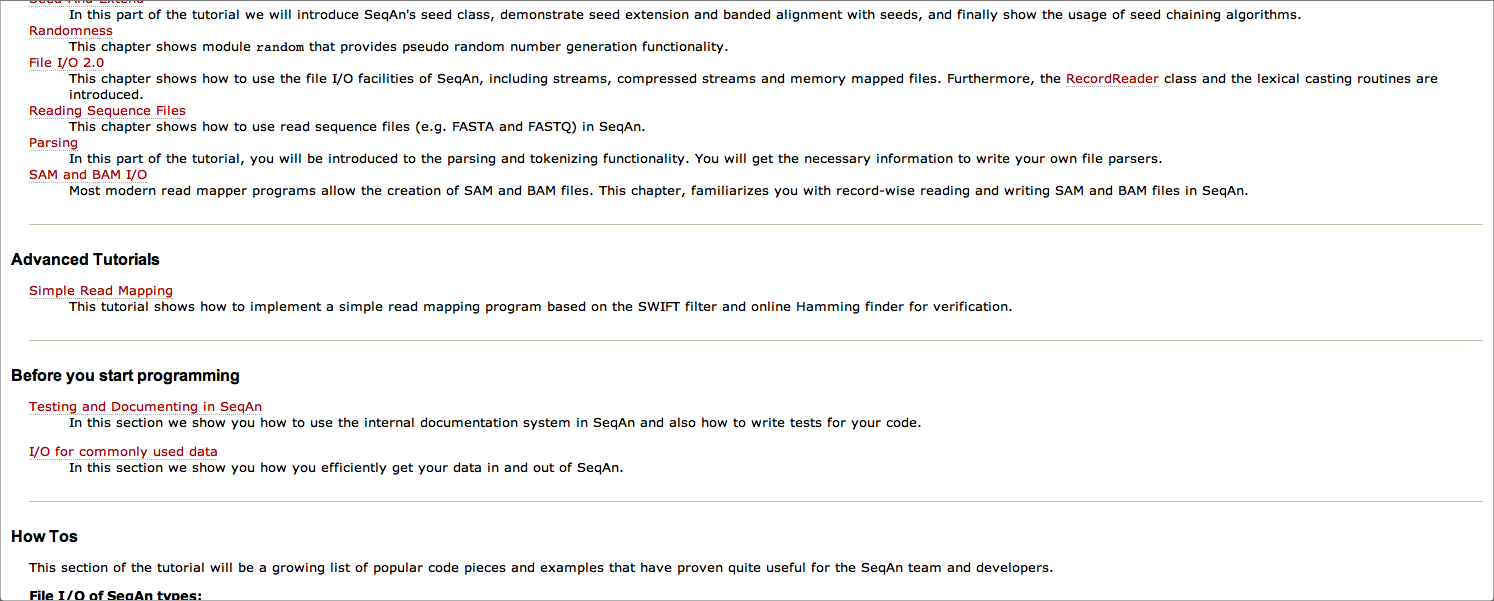 Seed-And-Extend
In this part of the tutorial we will introduce SeqAn's seed class, demonstrate seed extension and banded alignment with seeds, and finally show the usage of seed chaining algorithms.
Randomness
This chapter shows module random that provides pseudo random number generation functionality.
File I/O 2.0
This chapter shows how to use the file I/O facilities of SeqAn, including streams, compressed streams and memory mapped files. Furthermore, the RecordReader class and the lexical casting routines are
introduced.
Reading Sequence Files
This chapter shows how to use read sequence files (e.g. FASTA and FASTQ) in SeqAn.
Parsing
In this part of the tutorial, you will be introduced to the parsing and tokenizing functionality. You will get the necessary information to write your own file parsers.
SAM and BAM I/O
Most modern read mapper programs allow the creation of SAM and BAM files. This chapter, familiarizes you with record-wise reading and writing SAM and BAM files in SeqAn.
Advanced Tutorials
Simple Read Mapping
This tutorial shows how to implement a simple read mapping program based on the SWIFT filter and online Hamming finder for verification.
Before you start programming
Testing and Documenting in SeqAn
In this section we show you how to use the internal documentation system in SeqAn and also how to write tests for your code.
I/O for commonly used data
In this section we show you how you efficiently get your data in and out of SeqAn.
How Tos
This section of the tutorial will be a growing list of popular code pieces and examples that have proven quite useful for the SeqAn team and developers.
File I/O of SeqAn types: